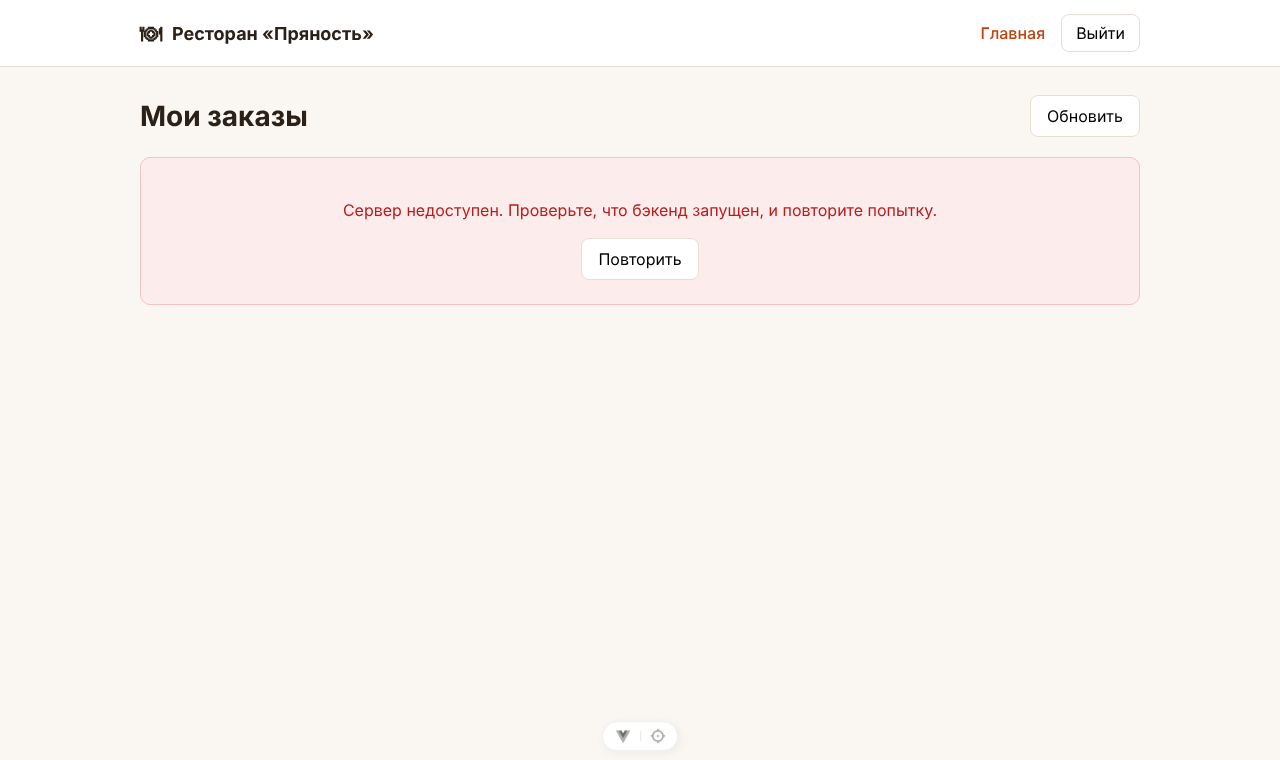 Ресторан «Пряность»
Главная
Выйти
Мои заказы
Обновить
Сервер недоступен. Проверьте, что бэкенд запущен, и повторите попытку.
Повторить